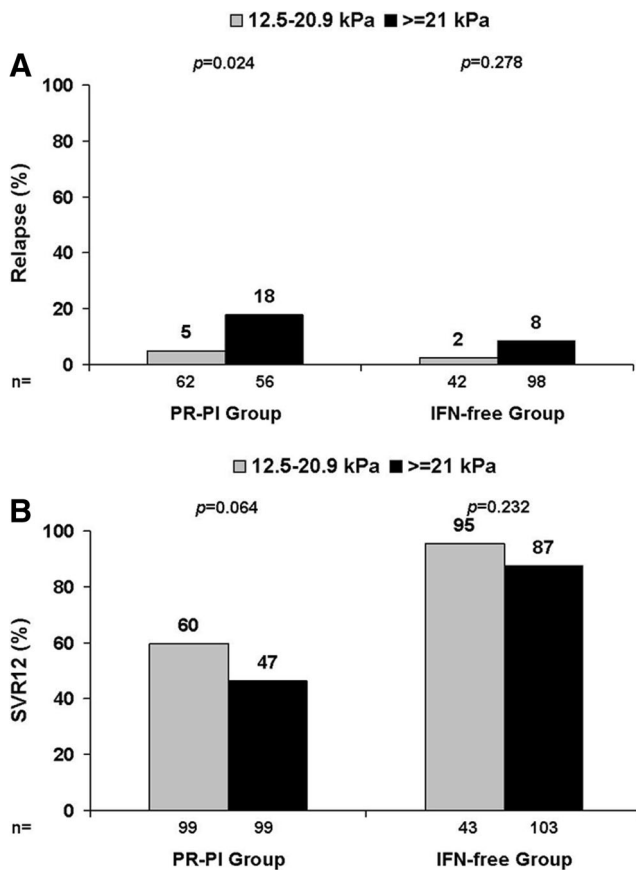 12.5-20.9 kPa >=21 kPa
A
p=0.024 p=0.278
100
80
60
40
20
0
Relapse (%)
5 18 2 8
n= 62 56 42 98
PR-PI Group IFN-free Group
12.5-20.9 kPa >=21 kPa
B
p=0.064 p=0.232
100
80
60
40
20
0
SVR12 (%)
60 47 95 87
n= 99 99 43 103
PR-PI Group IFN-free Group